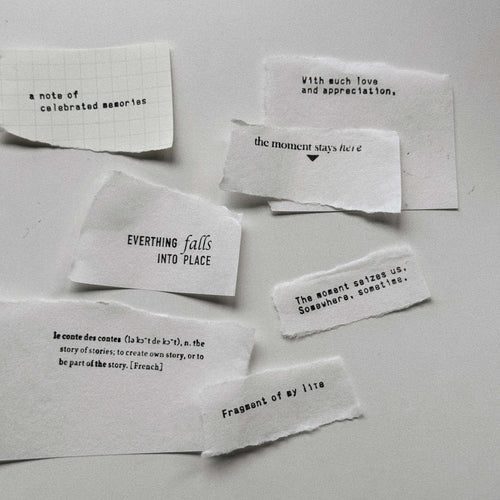 a note of
celebrated memories
With much love
and appreciation.
the moment stays here
EVERTHING falls
INTO PLACE
The moment seizes us.
Somewhere, sometime.
le conte des contes (la kɔ̃t de kɔ̃t), n. the
story of stories; to create own story, or to
be part of the story. [French]
Fragment of my life